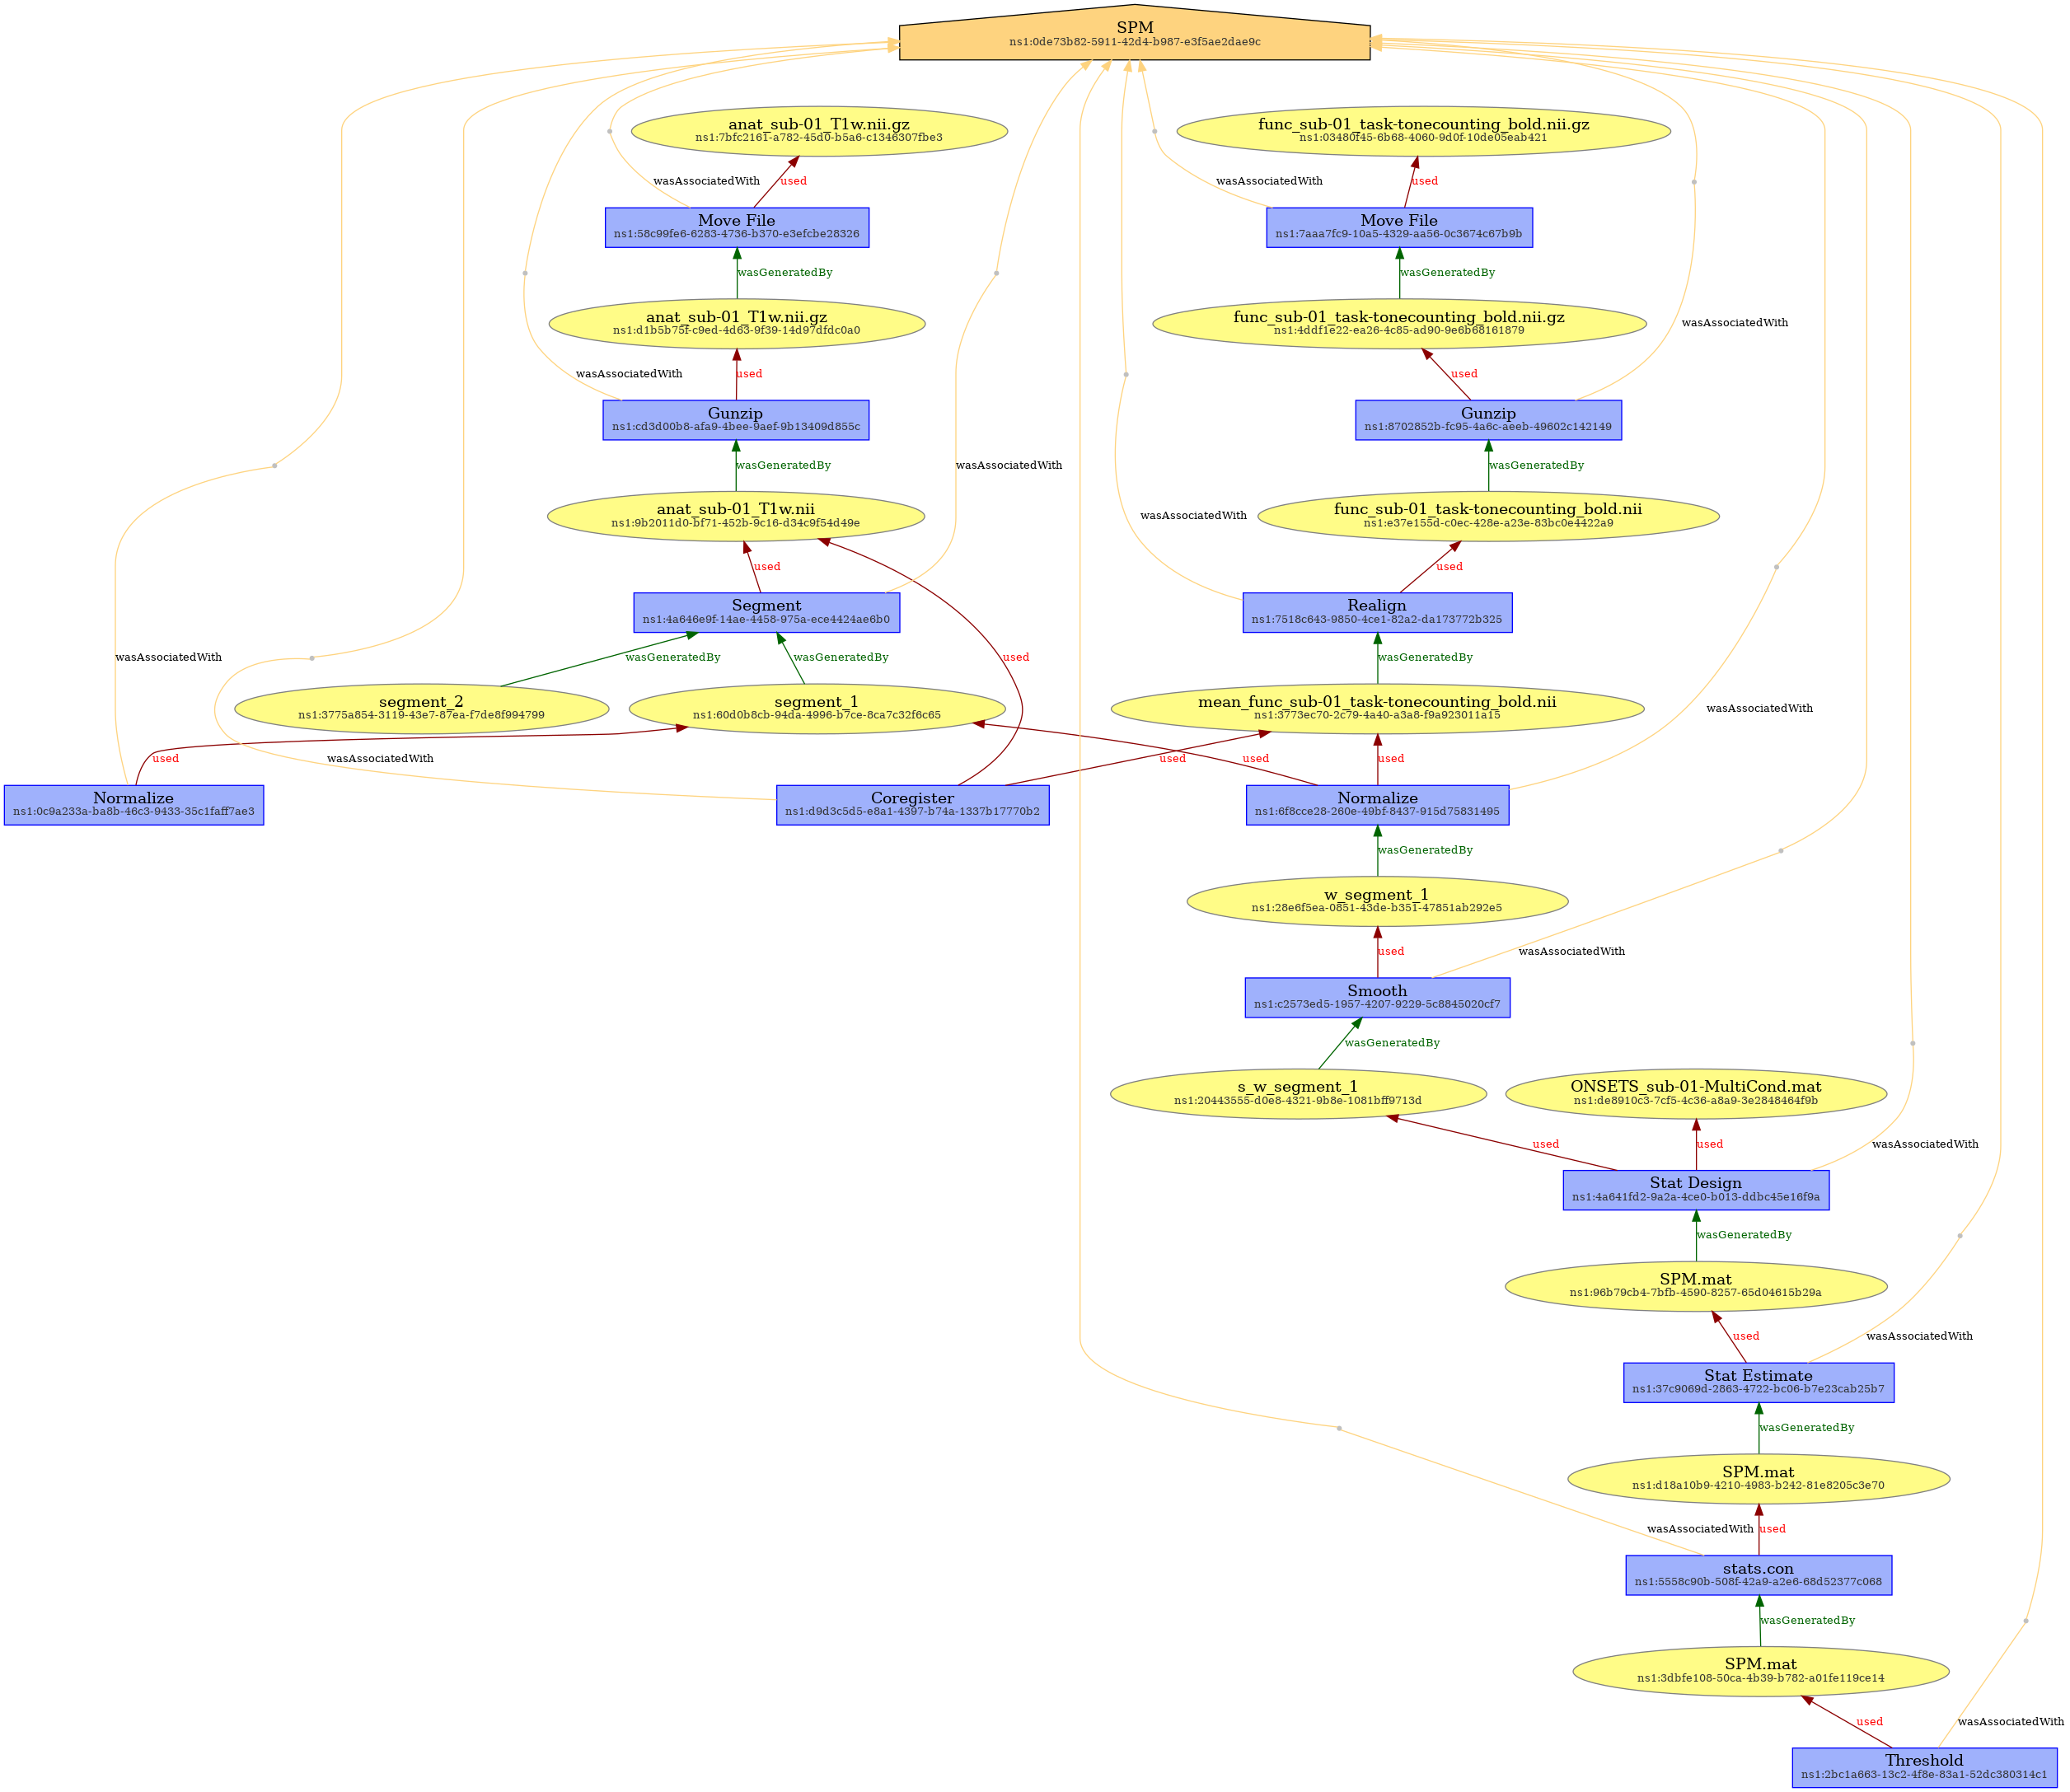 SPM
ns1:0de73b82-5911-42d4-b987-e3f5ae2dae9c
anat_sub-01_T1w.nii.gz
ns1:7bfc2161-a782-45d0-b5a6-c1346307fbe3
func_sub-01_task-tonecounting_bold.nii.gz
ns1:03480f45-6b68-4060-9d0f-10de05eab421
wasAssociatedWith
used
wasAssociatedWith
used
Move File
ns1:58c99fe6-6283-4736-b370-e3efcbe28326
Move File
ns1:7aaa7fc9-10a5-4329-aa56-0c3674c67b9b
wasGeneratedBy
wasGeneratedBy
anat_sub-01_T1w.nii.gz
ns1:d1b5b75f-c9ed-4d63-9f39-14d97dfdc0a0
func_sub-01_task-tonecounting_bold.nii.gz
ns1:4ddf1e22-ea26-4c85-ad90-9e6b68161879
wasAssociatedWith
wasAssociatedWith
used
used
Gunzip
ns1:cd3d00b8-afa9-4bee-9aef-9b13409d855c
Gunzip
ns1:8702852b-fc95-4a6c-aeeb-49602c142149
wasGeneratedBy
wasAssociatedWith
wasGeneratedBy
anat_sub-01_T1w.nii
ns1:9b2011d0-bf71-452b-9c16-d34c9f54d49e
wasAssociatedWith
func_sub-01_task-tonecounting_bold.nii
ns1:e37e155d-c0ec-428e-a23e-83bc0e4422a9
used
used
Segment
ns1:4a646e9f-14ae-4458-975a-ece4424ae6b0
Realign
ns1:7518c643-9850-4ce1-82a2-da173772b325
wasAssociatedWith
wasGeneratedBy
wasGeneratedBy
used
wasGeneratedBy
segment_2
ns1:3775a854-3119-43e7-87ea-f7de8f994799
segment_1
ns1:60d0b8cb-94da-4996-b7ce-8ca7c32f6c65
mean_func_sub-01_task-tonecounting_bold.nii
ns1:3773ec70-2c79-4a40-a3a8-f9a923011a15
wasAssociatedWith
used
wasAssociatedWith
used
used
used
Normalize
ns1:0c9a233a-ba8b-46c3-9433-35c1faff7ae3
Coregister
ns1:d9d3c5d5-e8a1-4397-b74a-1337b17770b2
Normalize
ns1:6f8cce28-260e-49bf-8437-915d75831495
wasGeneratedBy
w_segment_1
ns1:28e6f5ea-0851-43de-b351-47851ab292e5
used
wasAssociatedWith
Smooth
ns1:c2573ed5-1957-4207-9229-5c8845020cf7
wasGeneratedBy
s_w_segment_1
ns1:20443555-d0e8-4321-9b8e-1081bff9713d
ONSETS_sub-01-MultiCond.mat
ns1:de8910c3-7cf5-4c36-a8a9-3e2848464f9b
used
used
wasAssociatedWith
Stat Design
ns1:4a641fd2-9a2a-4ce0-b013-ddbc45e16f9a
wasGeneratedBy
SPM.mat
ns1:96b79cb4-7bfb-4590-8257-65d04615b29a
used
wasAssociatedWith
Stat Estimate
ns1:37c9069d-2863-4722-bc06-b7e23cab25b7
wasGeneratedBy
SPM.mat
ns1:d18a10b9-4210-4983-b242-81e8205c3e70
wasAssociatedWith
used
stats.con
ns1:5558c90b-508f-42a9-a2e6-68d52377c068
wasGeneratedBy
SPM.mat
ns1:3dbfe108-50ca-4b39-b782-a01fe119ce14
used
wasAssociatedWith
Threshold
ns1:2bc1a663-13c2-4f8e-83a1-52dc380314c1